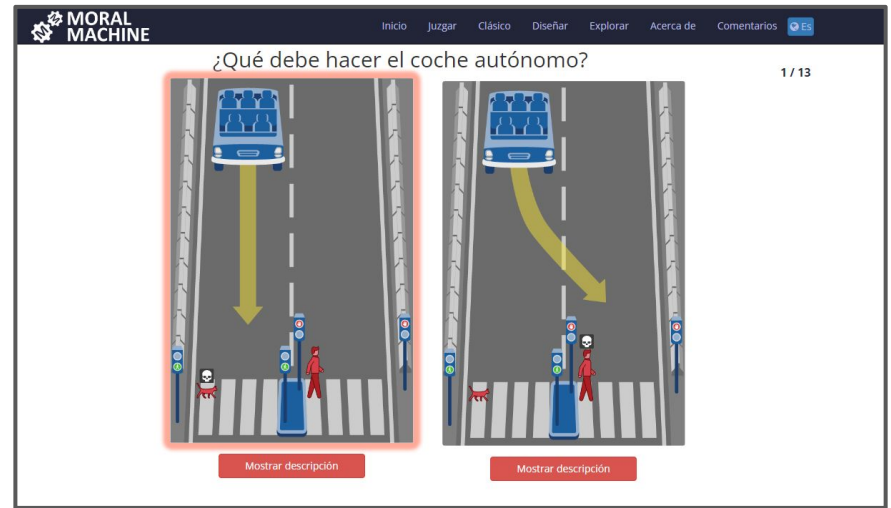 MORAL
MACHINE
Inicio Juzgar Clásico Diseñar Explorar Acerca de Comentarios Es
¿Qué debe hacer el coche autónomo?
1 / 13
Mostrar descripción
Mostrar descripción